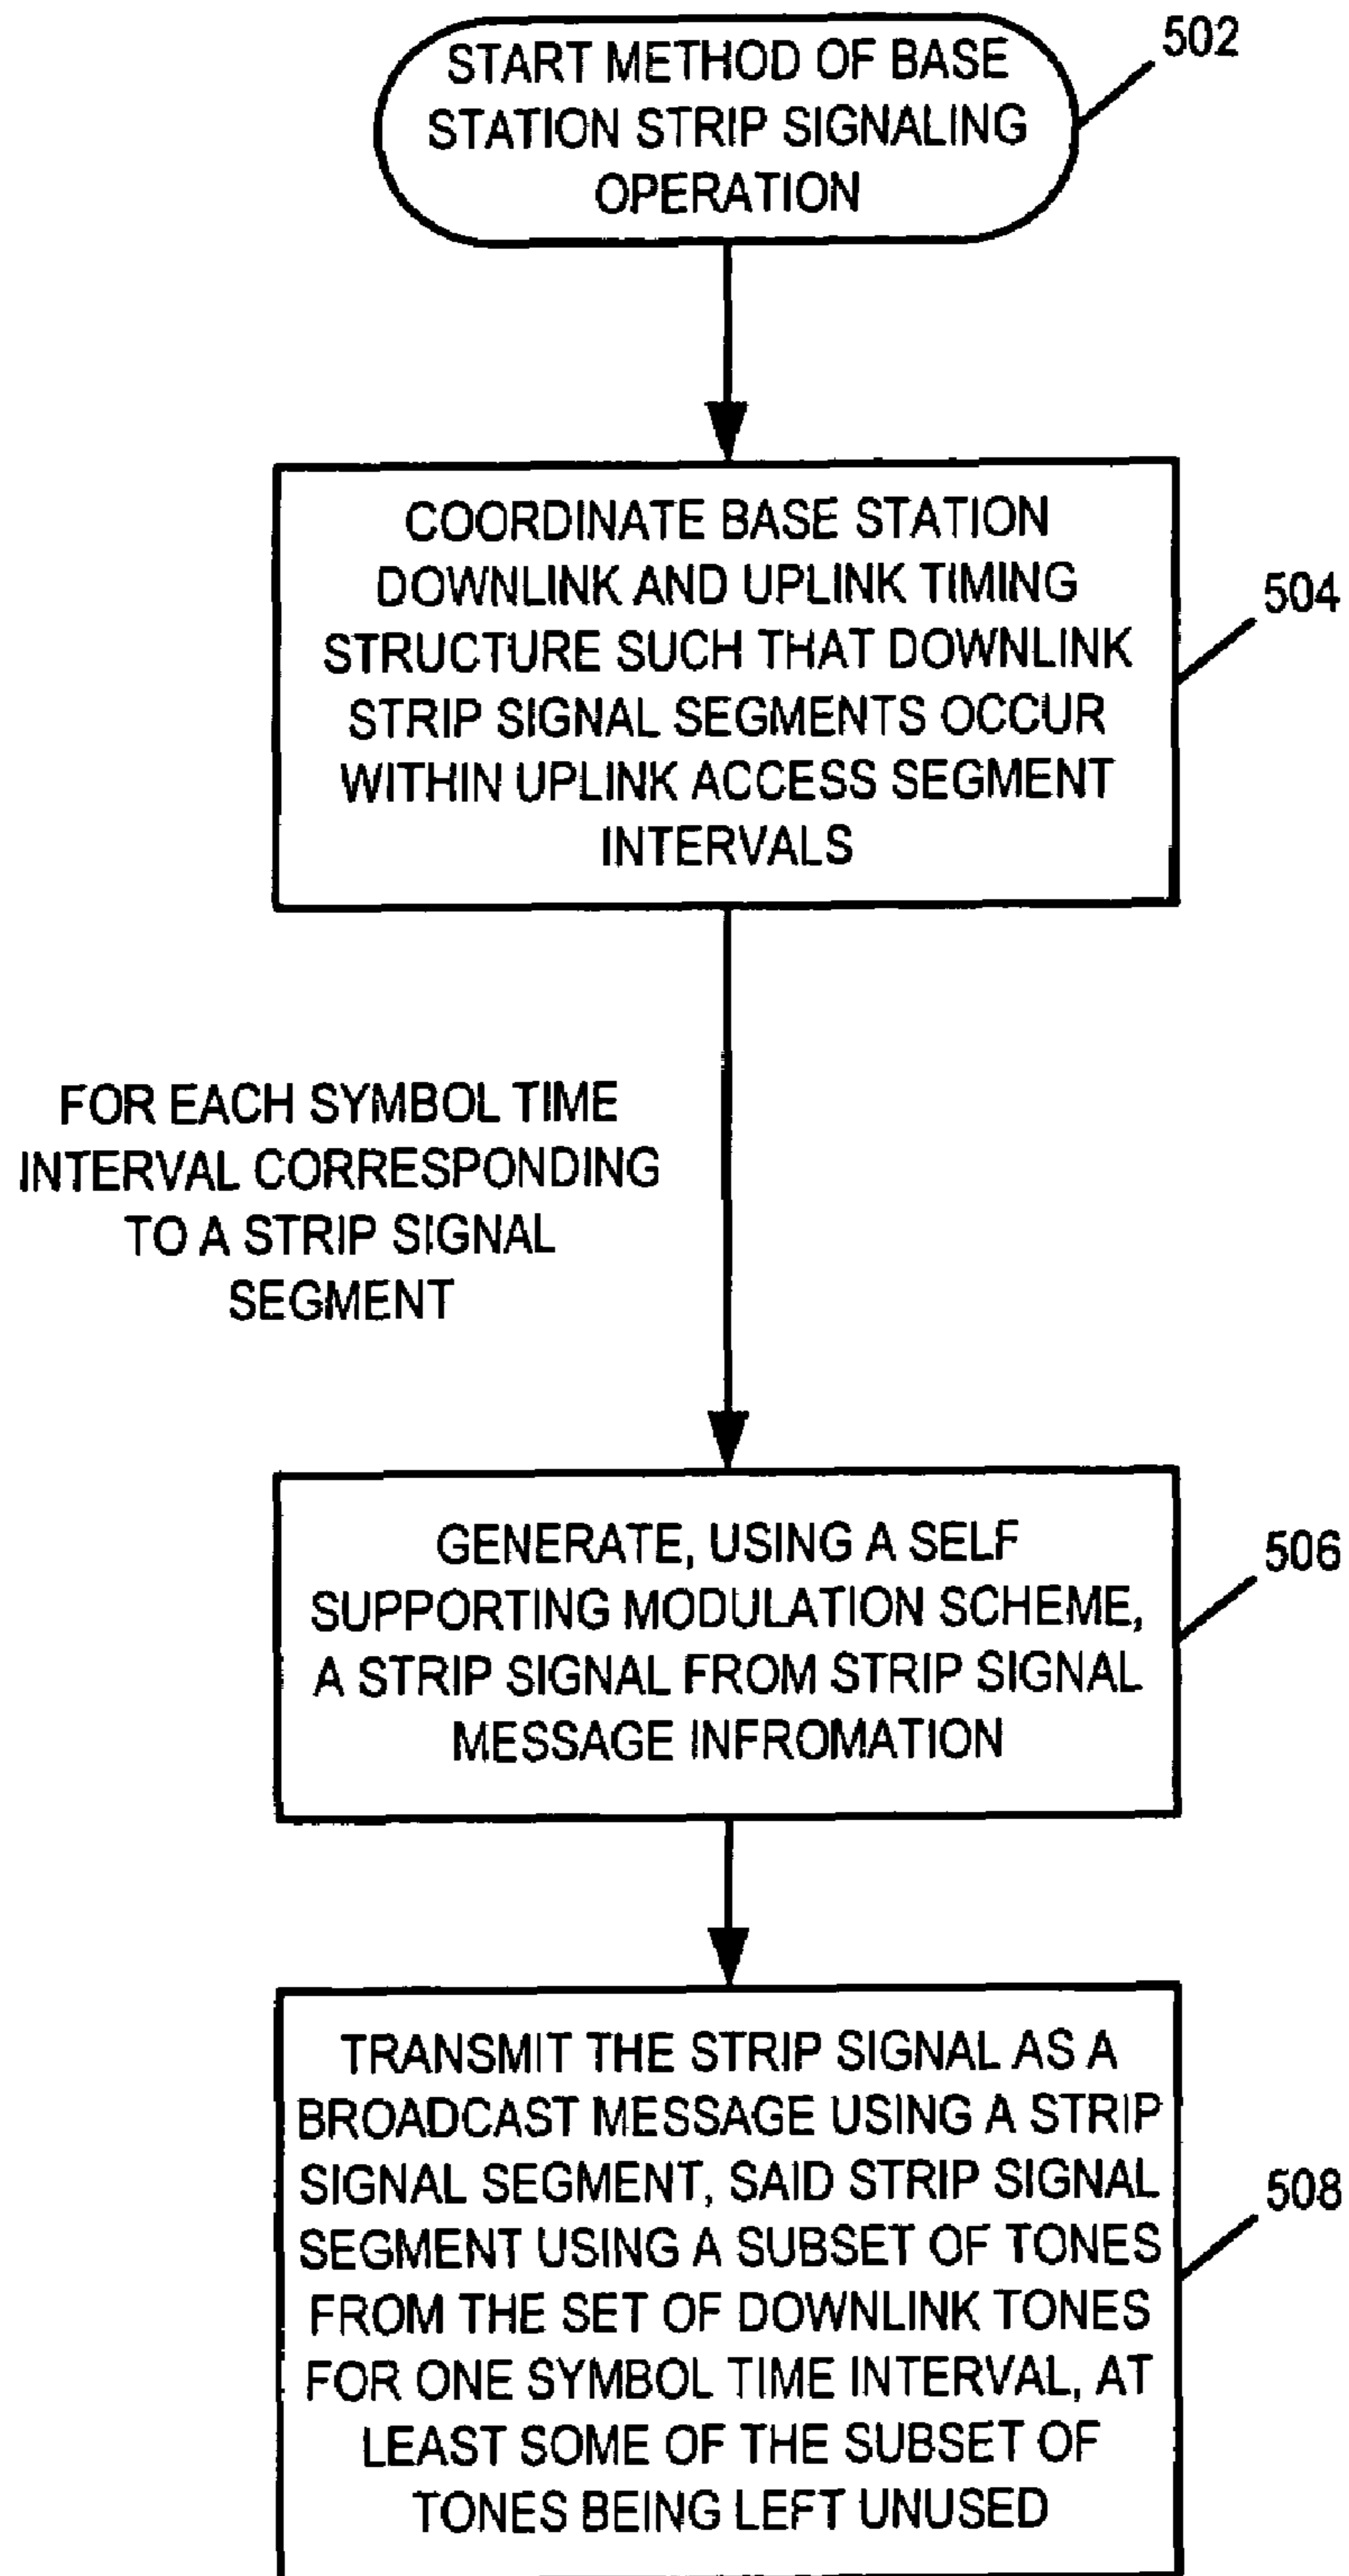 START METHOD OF BASE
STATION STRIP SIGNALING
OPERATION
502
COORDINATE BASE STATION
DOWNLINK AND UPLINK TIMING
STRUCTURE SUCH THAT DOWNLINK
STRIP SIGNAL SEGMENTS OCCUR
WITHIN UPLINK ACCESS SEGMENT
INTERVALS
504
FOR EACH SYMBOL TIME
INTERVAL CORRESPONDING
TO A STRIP SIGNAL
SEGMENT
GENERATE, USING A SELF
SUPPORTING MODULATION SCHEME,
A STRIP SIGNAL FROM STRIP SIGNAL
MESSAGE INFROMATION
506
TRANSMIT THE STRIP SIGNAL AS A
BROADCAST MESSAGE USING A STRIP
SIGNAL SEGMENT, SAID STRIP SIGNAL
SEGMENT USING A SUBSET OF TONES
FROM THE SET OF DOWNLINK TONES
FOR ONE SYMBOL TIME INTERVAL, AT
LEAST SOME OF THE SUBSET OF
TONES BEING LEFT UNUSED
508